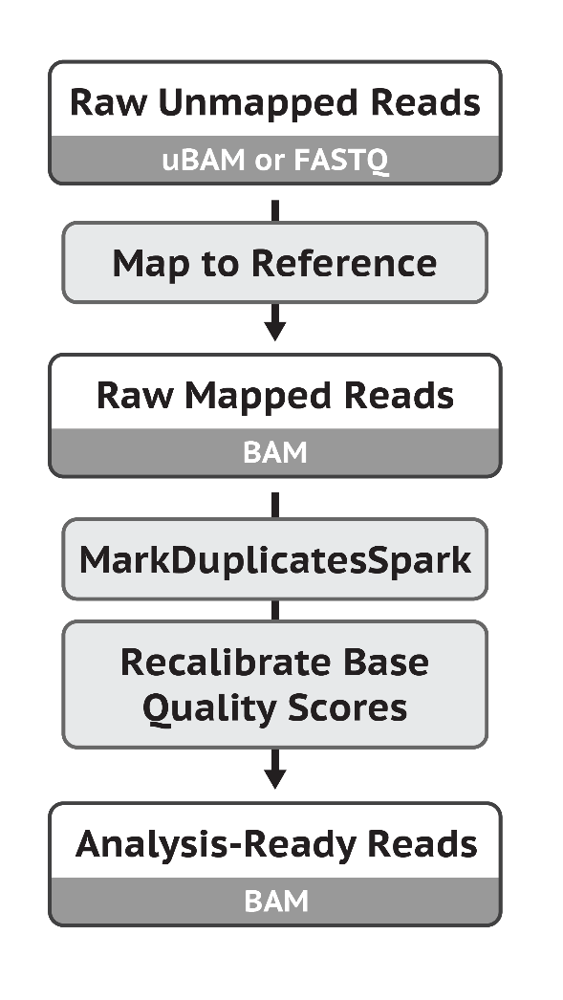 Raw Unmapped Reads
uBAM or FASTQ
Map to Reference
Raw Mapped Reads
BAM
MarkDuplicatesSpark
Recalibrate Base
Quality Scores
Analysis-Ready Reads
BAM